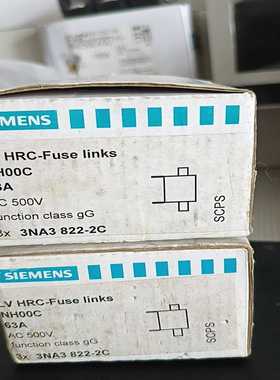 SIEMENS
HRC-Fuse links
NH00C
63A
AC 500V
function class gG
3x 3NA3 822-2C
SCPS
SIEMENS
LV HRC-Fuse links
NH00C
63A
AC 500V
function class gG
3x 3NA3 822-2C
SCPS